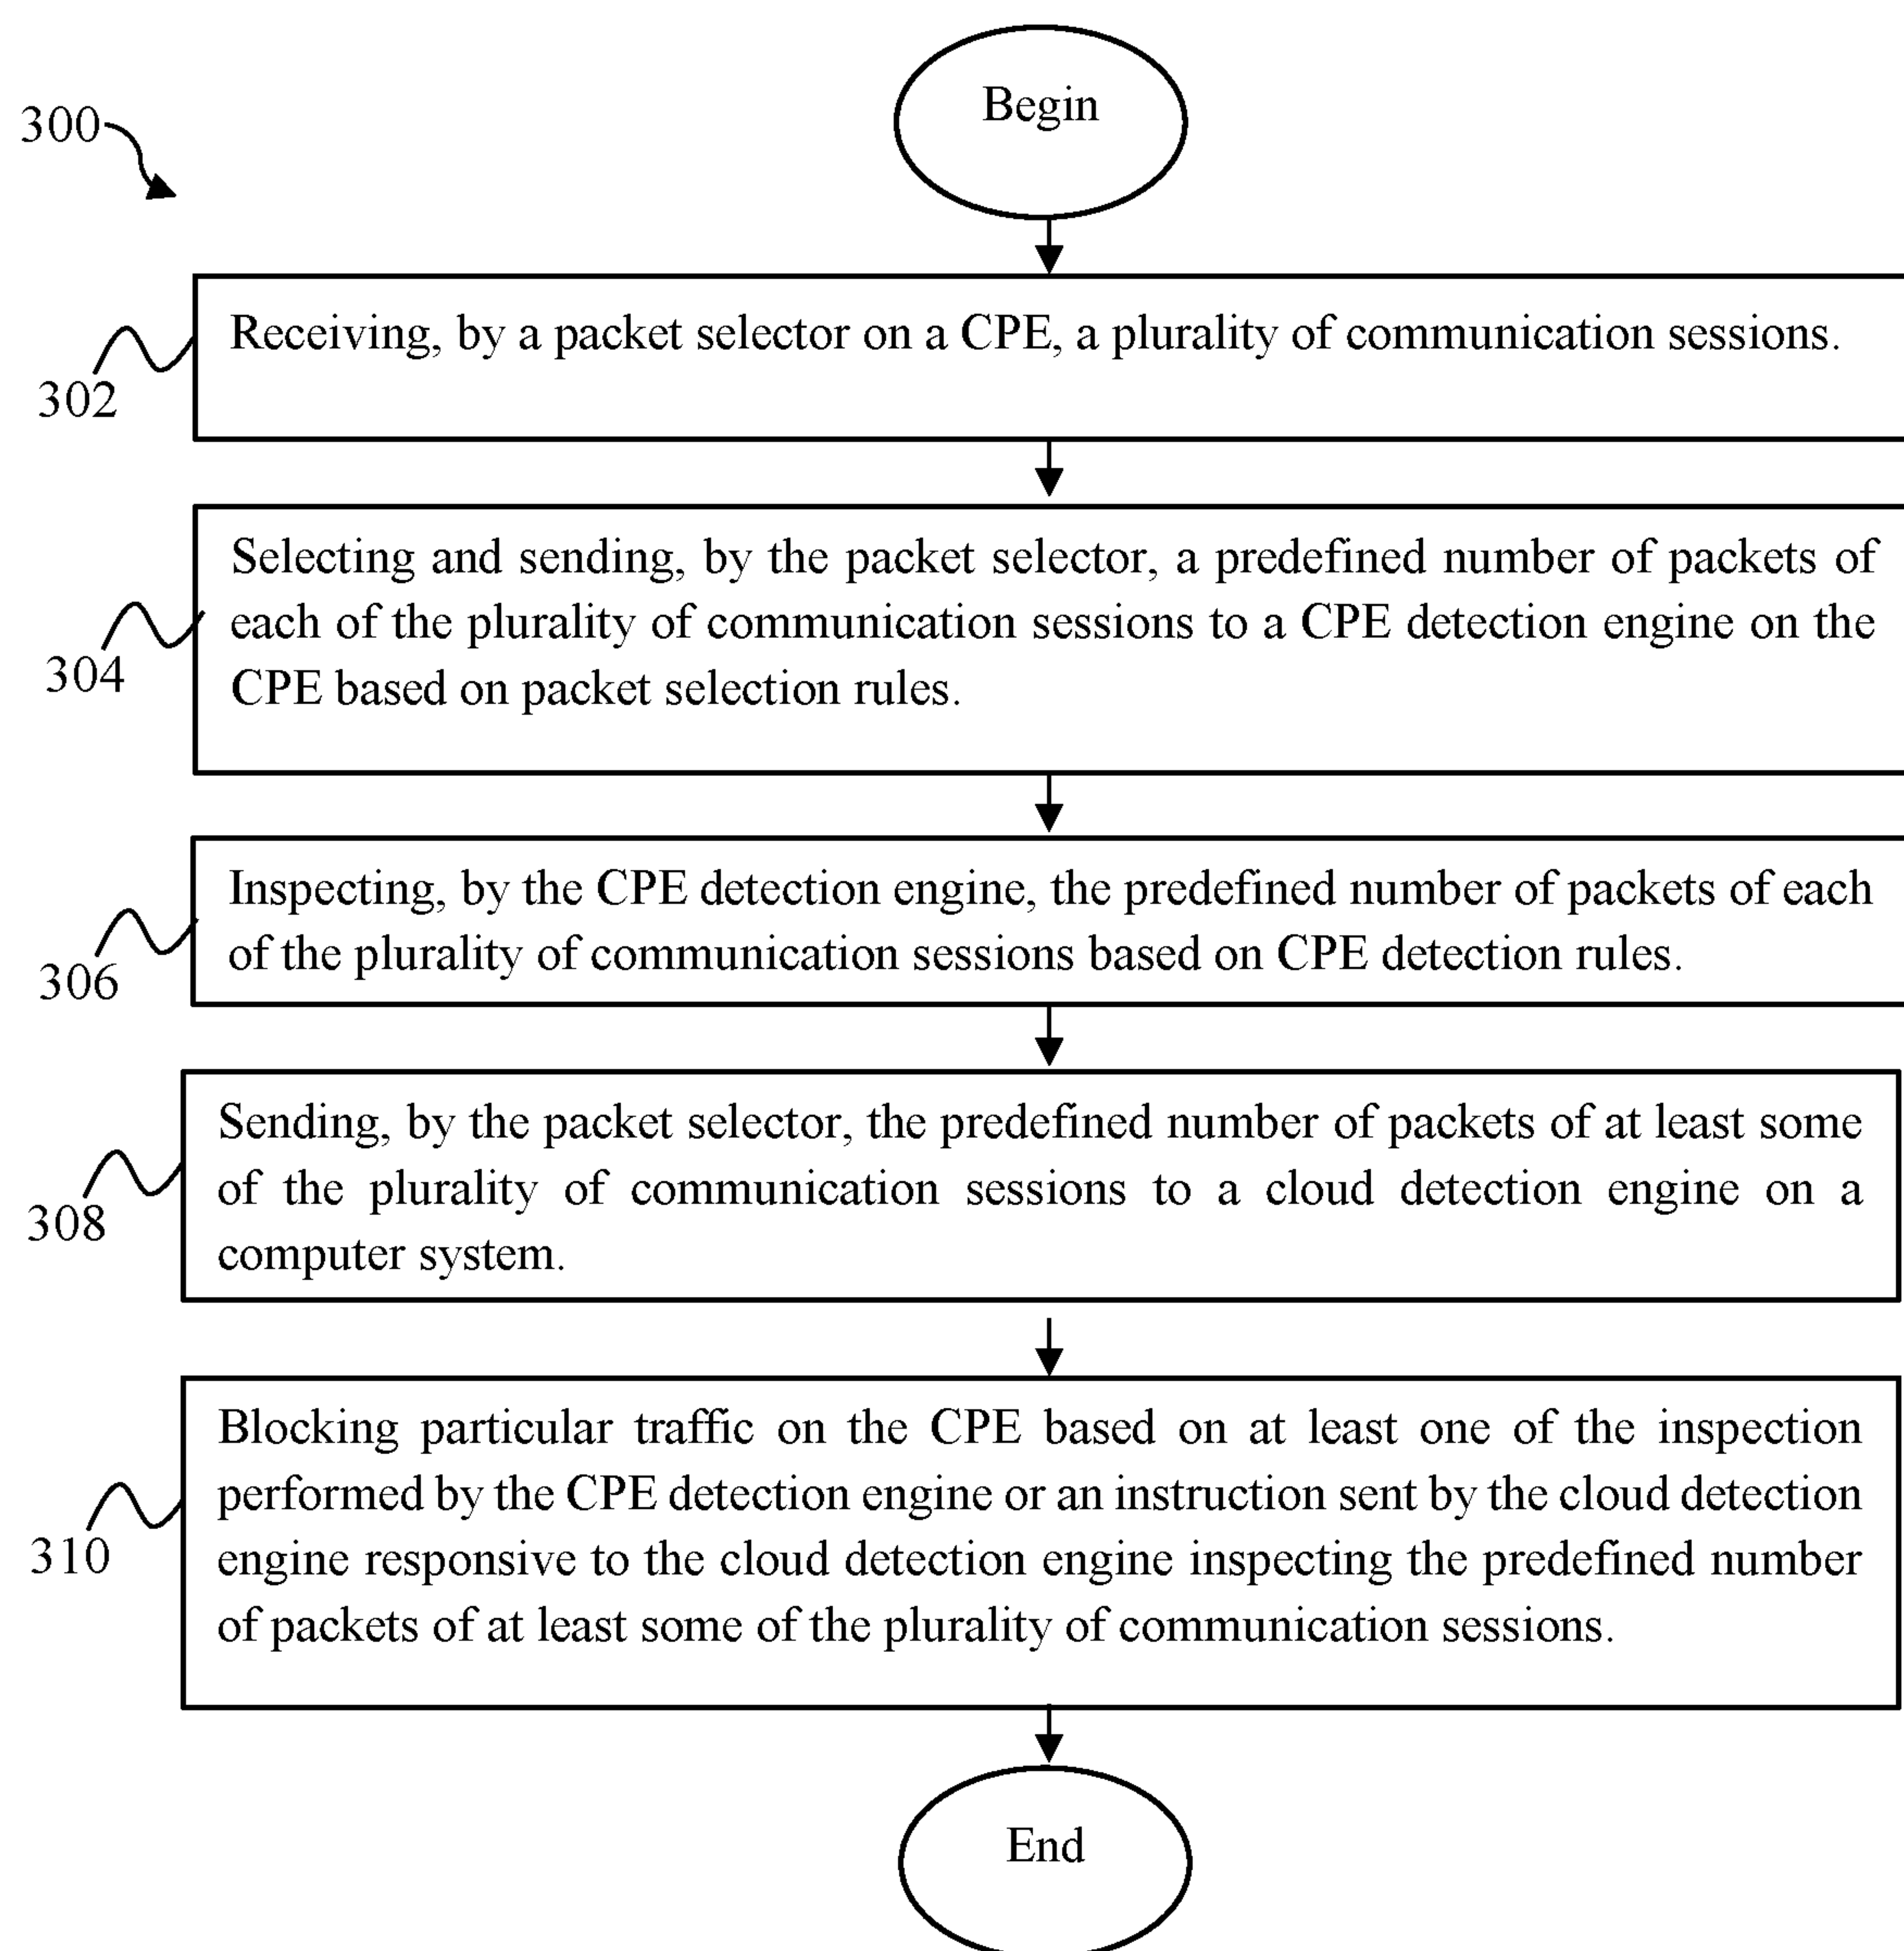 Begin
300
Receiving, by a packet selector on a CPE, a plurality of communication sessions.
302
Selecting and sending, by the packet selector, a predefined number of packets of
each of the plurality of communication sessions to a CPE detection engine on the
CPE based on packet selection rules.
304
Inspecting, by the CPE detection engine, the predefined number of packets of each
of the plurality of communication sessions based on CPE detection rules.
306
Sending, by the packet selector, the predefined number of packets of at least some
of the plurality of communication sessions to a cloud detection engine on a
computer system.
308
Blocking particular traffic on the CPE based on at least one of the inspection
performed by the CPE detection engine or an instruction sent by the cloud detection
engine responsive to the cloud detection engine inspecting the predefined number
of packets of at least some of the plurality of communication sessions.
310
End